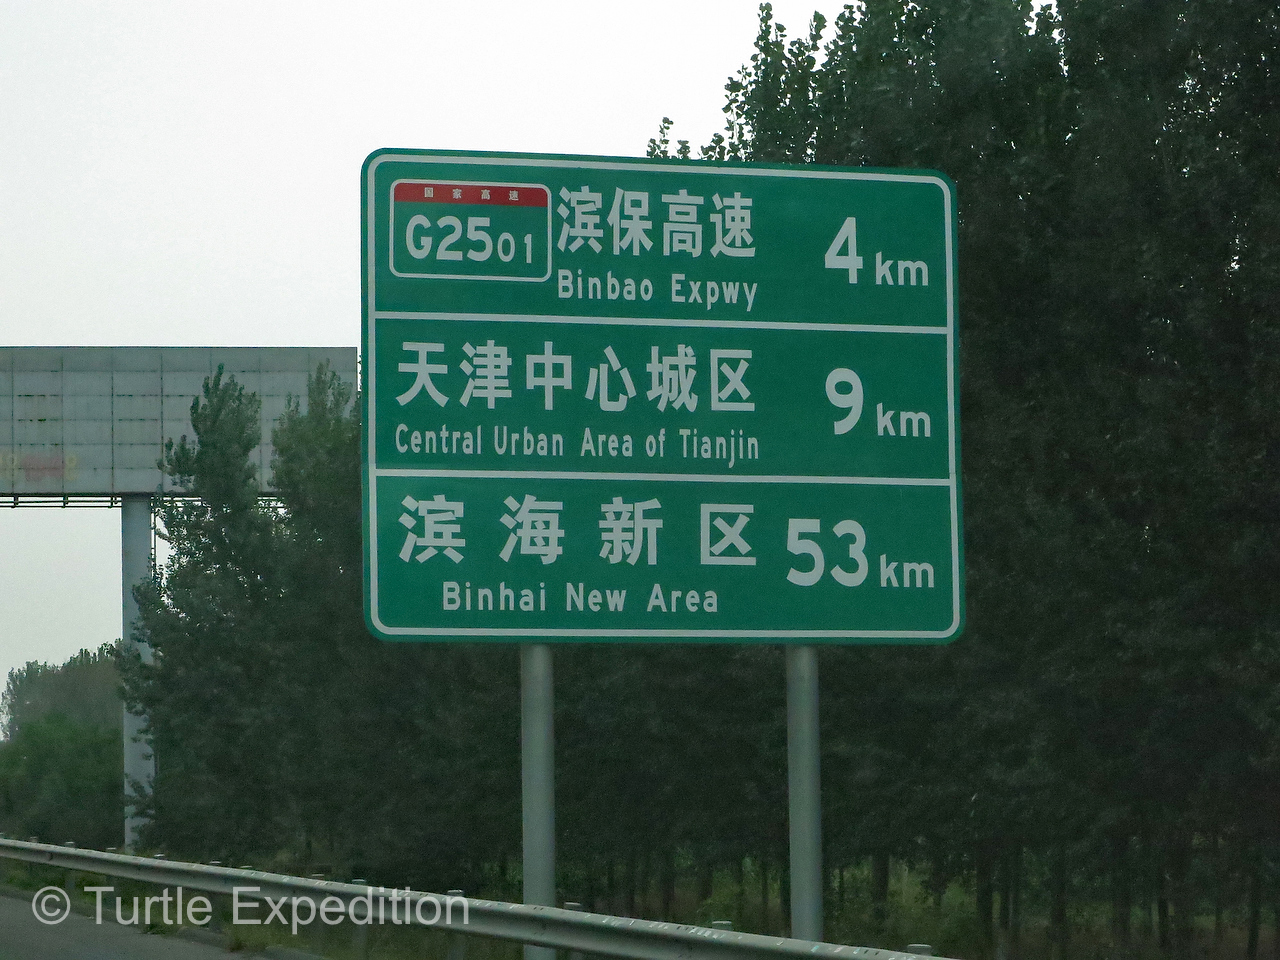 国家高速
G2501
滨保高速
Binbao Expwy
4 km
天津中心城区
Central Urban Area of Tianjin
9 km
滨海新区
Binhai New Area
53 km
© Turtle Expedition